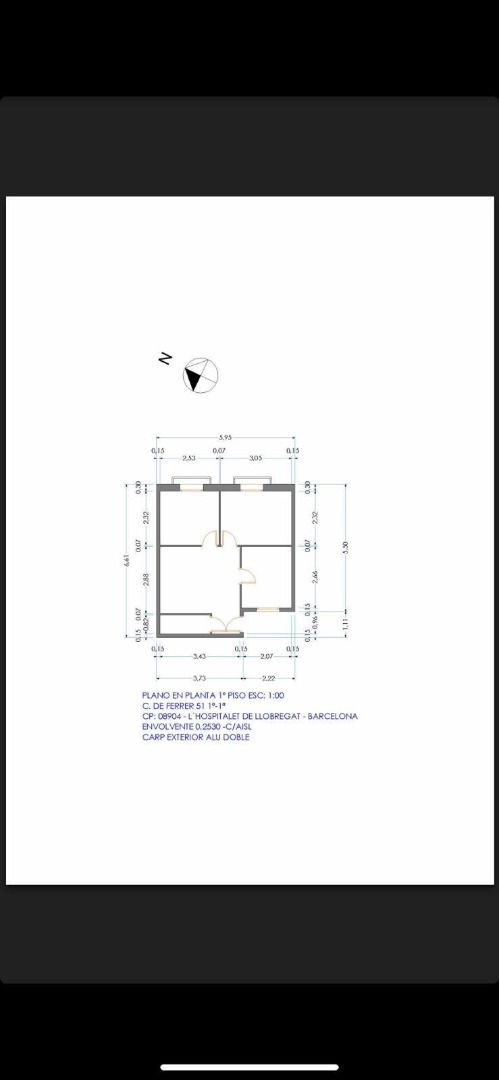 N
5,95
0,15 0,07 0,15
2,53 3,05
0,30 0,30
2,32 2,32
0,07 0,07
5,50
6,61
2,88 2,66
0,07 0,15
0,82 0,96 1,11
0,15 0,15
0,15 0,15 0,15
3,43 2,07
3,73 2,22
PLANO EN PLANTA 1º PISO ESC: 1:00
C. DE FERRER 51 1º-1ª
CP: 08904 - L´HOSPITALET DE LLOBREGAT - BARCELONA
ENVOLVENTE 0,2530 -C/AISL
CARP EXTERIOR ALU DOBLE